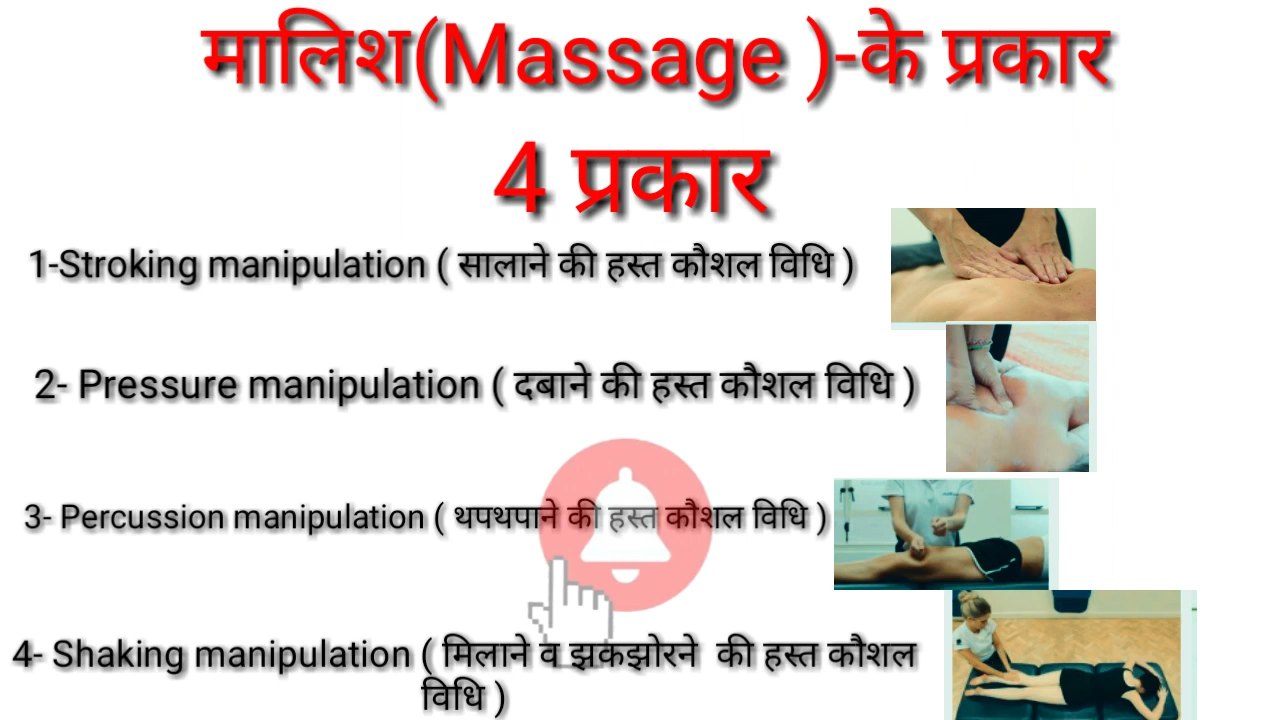 मालिश(Massage )-के प्रकार
4 प्रकार
1-Stroking manipulation ( सालाने की हस्त कौशल विधि )
2- Pressure manipulation ( दबाने की हस्त कौशल विधि )
3- Percussion manipulation ( थपथपाने की हस्त कौशल विधि )
4- Shaking manipulation ( मिलाने व झकझोरने की हस्त कौशल
विधि )